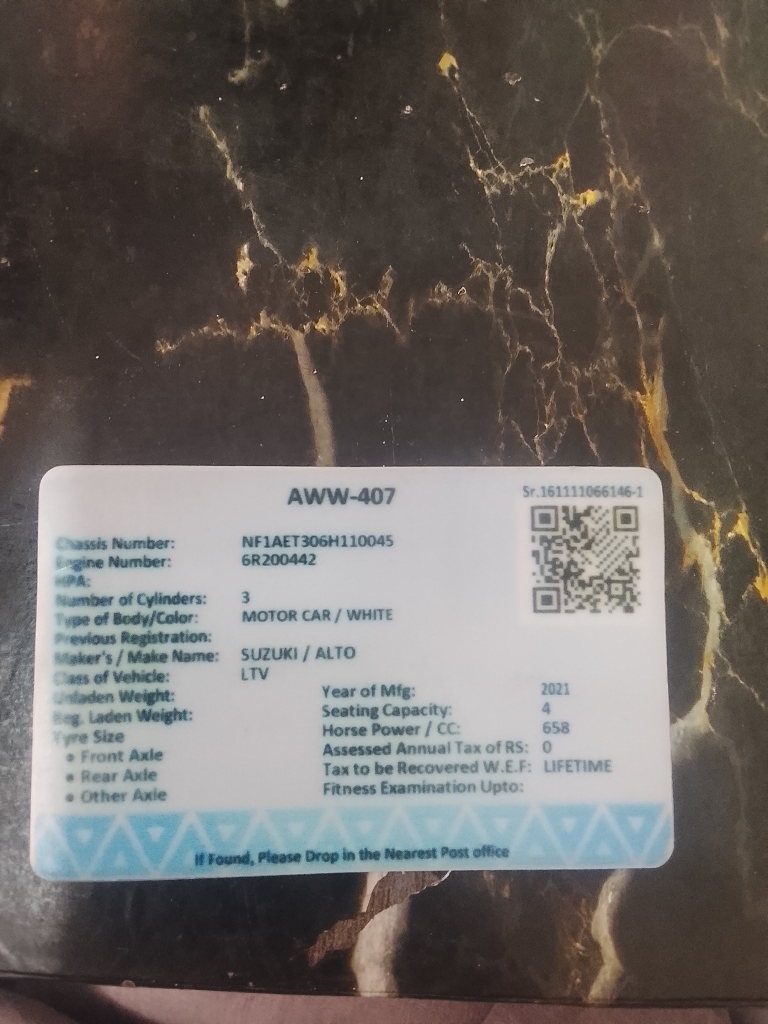 AWW-407
Sr.161111066146-1
Chassis Number: NF1AET306H110045
Engine Number: 6R200442
HPA:
Number of Cylinders: 3
Type of Body/Color: MOTOR CAR / WHITE
Previous Registration:
Maker's / Make Name: SUZUKI / ALTO
Class of Vehicle: LTV
Unladen Weight:
Reg. Laden Weight:
Tyre Size
• Front Axle
• Rear Axle
• Other Axle
Year of Mfg: 2021
Seating Capacity: 4
Horse Power / CC: 658
Assessed Annual Tax of RS: 0
Tax to be Recovered W.E.F: LIFETIME
Fitness Examination Upto:
If Found, Please Drop in the Nearest Post office